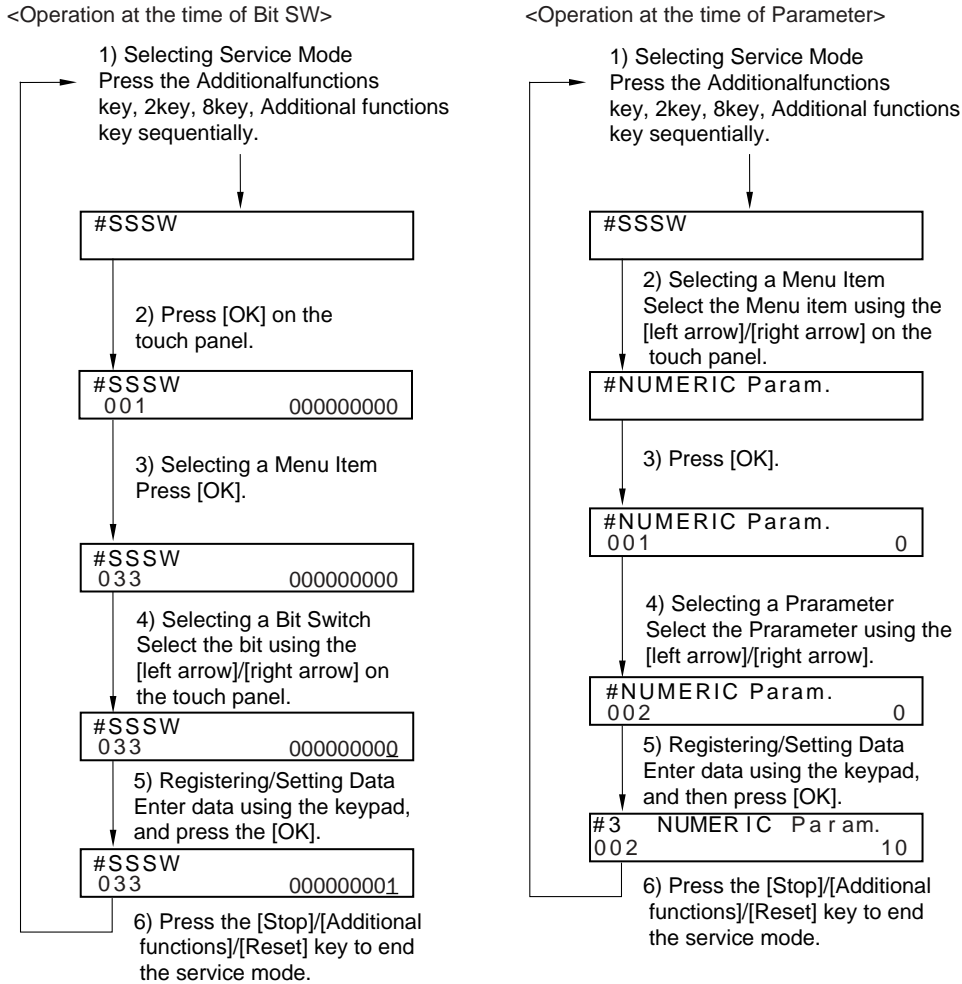 <Operation at the time of Bit SW>
1) Selecting Service Mode
Press the Additionalfunctions
key, 2key, 8key, Additional functions
key sequentially.
#SSSW
2) Press [OK] on the
touch panel.
#SSSW
001 000000000
3) Selecting a Menu Item
Press [OK].
#SSSW
033 000000000
4) Selecting a Bit Switch
Select the bit using the
[left arrow]/[right arrow] on
the touch panel.
#SSSW
033 000000000
5) Registering/Setting Data
Enter data using the keypad,
and press the [OK].
#SSSW
033 000000001
6) Press the [Stop]/[Additional
functions]/[Reset] key to end
the service mode.
<Operation at the time of Parameter>
1) Selecting Service Mode
Press the Additionalfunctions
key, 2key, 8key, Additional functions
key sequentially.
#SSSW
2) Selecting a Menu Item
Select the Menu item using the
[left arrow]/[right arrow] on the
touch panel.
#NUMERIC Param.
3) Press [OK].
#NUMERIC Param.
001 0
4) Selecting a Prarameter
Select the Prarameter using the
[left arrow]/[right arrow].
#NUMERIC Param.
002 0
5) Registering/Setting Data
Enter data using the keypad,
and then press [OK].
#3 NUMERIC Param.
002 10
6) Press the [Stop]/[Additional
functions]/[Reset] key to end
the service mode.